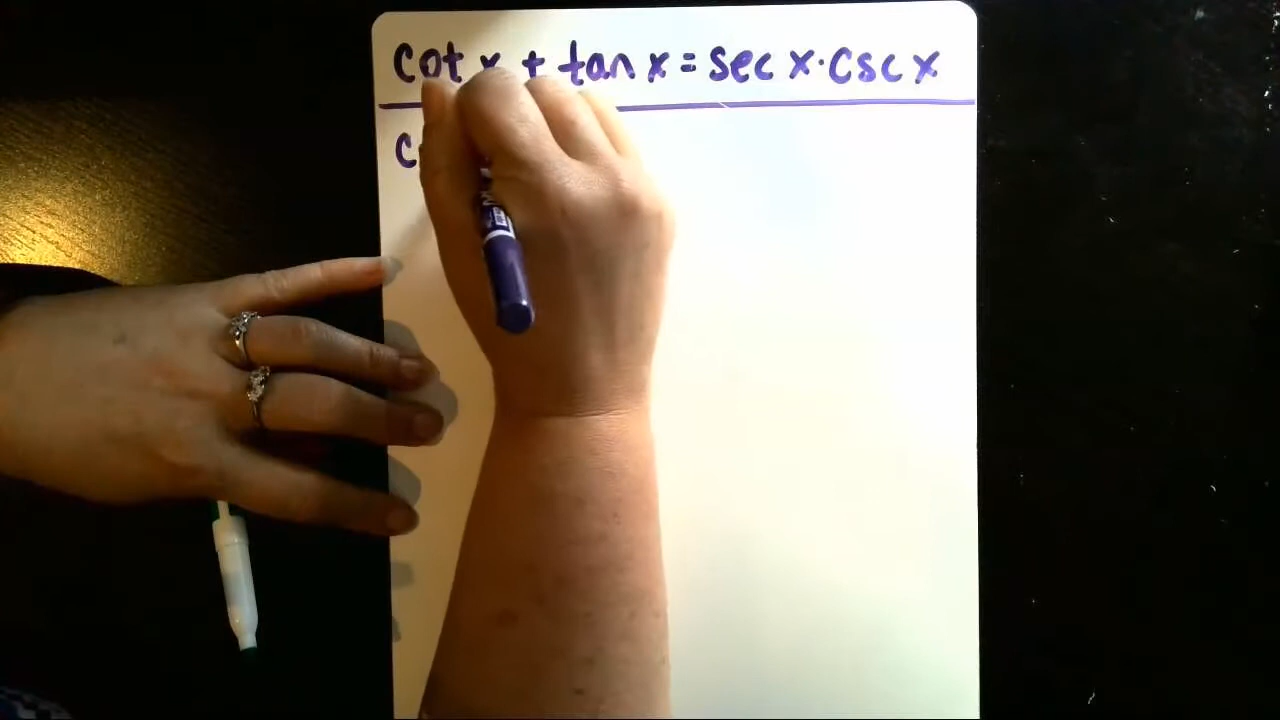 cot x + tan x = sec x · csc x
c